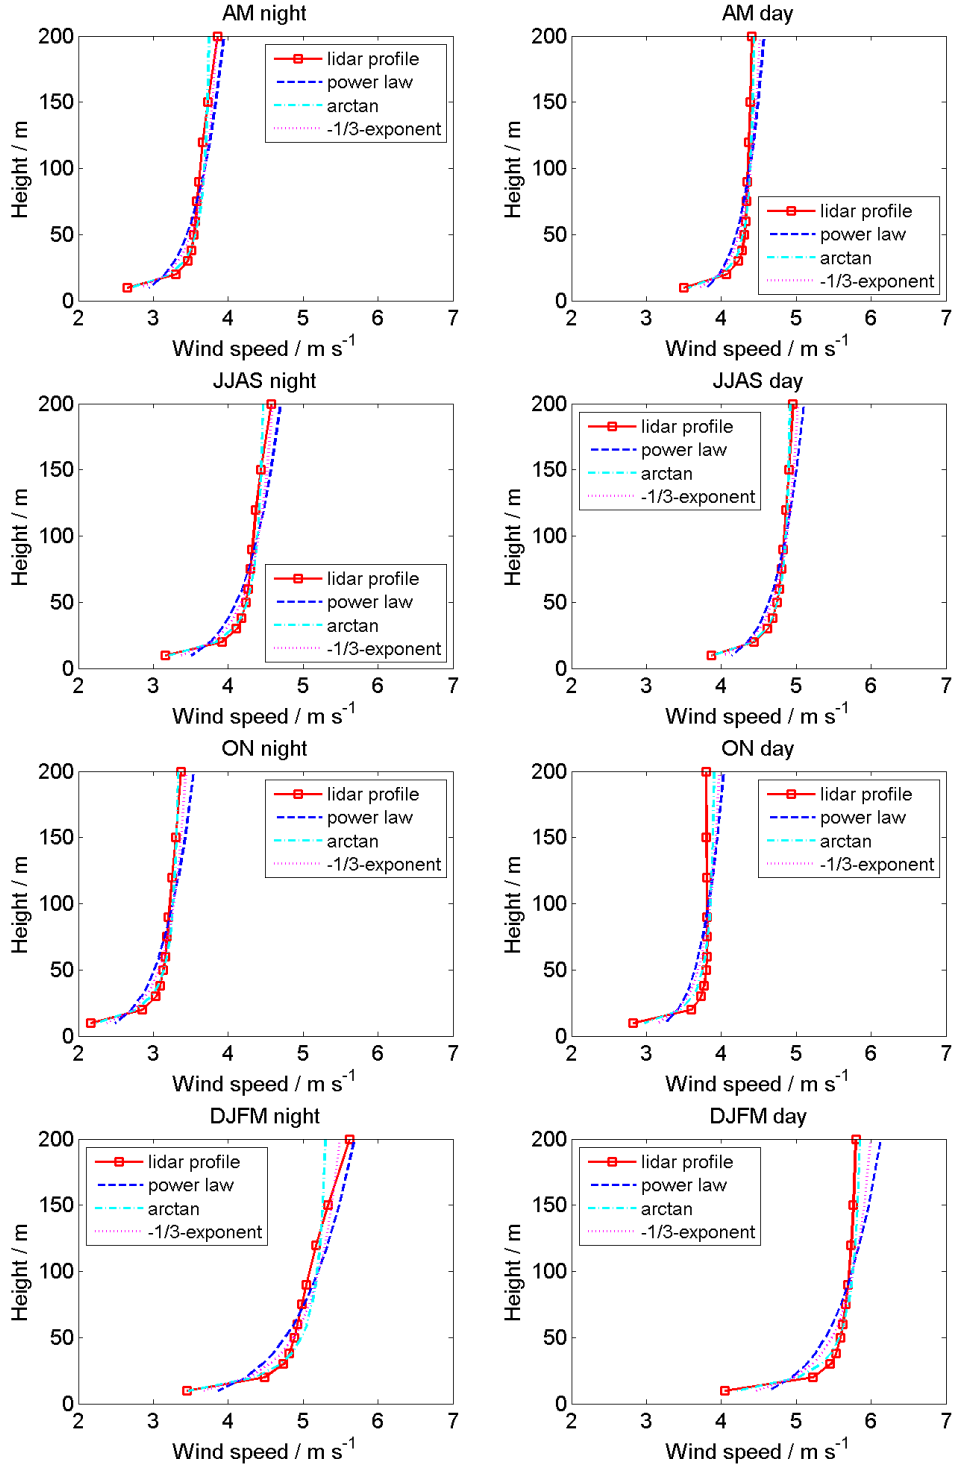 AM night
200
150
100
50
0
Height / m
lidar profile
power law
arctan
-1/3-exponent
2 3 4 5 6 7
Wind speed / m s-1
AM day
200
150
100
50
0
Height / m
lidar profile
power law
arctan
-1/3-exponent
2 3 4 5 6 7
Wind speed / m s-1
JJAS night
200
150
100
50
0
Height / m
lidar profile
power law
arctan
-1/3-exponent
2 3 4 5 6 7
Wind speed / m s-1
JJAS day
200
150
100
50
0
Height / m
lidar profile
power law
arctan
-1/3-exponent
2 3 4 5 6 7
Wind speed / m s-1
ON night
200
150
100
50
0
Height / m
lidar profile
power law
arctan
-1/3-exponent
2 3 4 5 6 7
Wind speed / m s-1
ON day
200
150
100
50
0
Height / m
lidar profile
power law
arctan
-1/3-exponent
2 3 4 5 6 7
Wind speed / m s-1
DJFM night
200
150
100
50
0
Height / m
lidar profile
power law
arctan
-1/3-exponent
2 3 4 5 6 7
Wind speed / m s-1
DJFM day
200
150
100
50
0
Height / m
lidar profile
power law
arctan
-1/3-exponent
2 3 4 5 6 7
Wind speed / m s-1